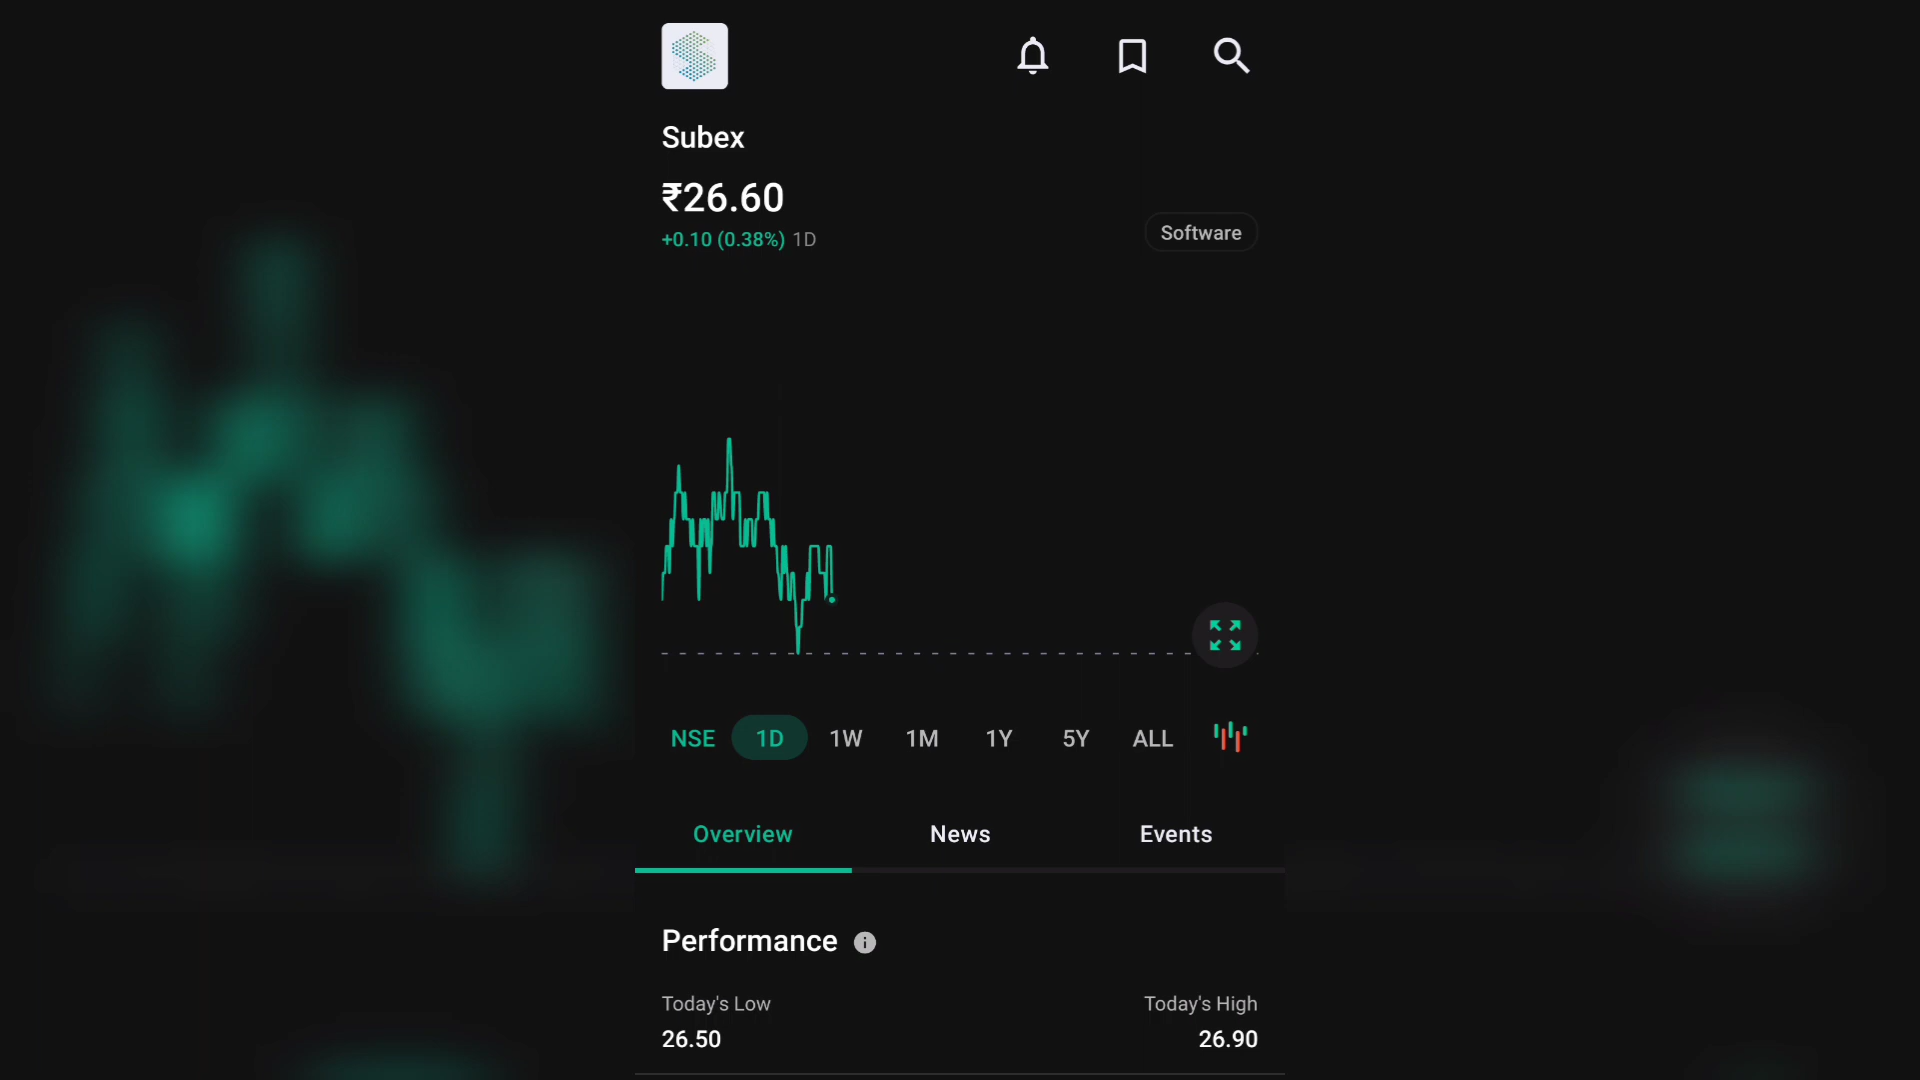 Subex
₹26.60
+0.10 (0.38%) 1D
Software
NSE 1D 1W 1M 1Y 5Y ALL
Overview News Events
Performance
Today's Low Today's High
26.50 26.90